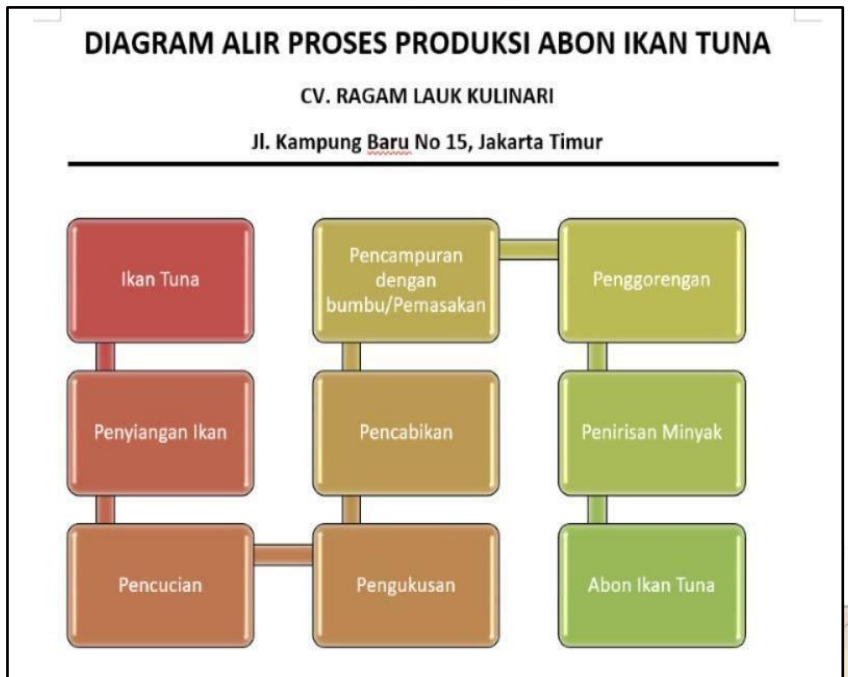 DIAGRAM ALIR PROSES PRODUKSI ABON IKAN TUNA
CV. RAGAM LAUK KULINARI
Jl. Kampung Baru No 15, Jakarta Timur
Ikan Tuna
Penyiangan Ikan
Pencucian
Pengukusan
Pencabikan
Pencampuran
dengan
bumbu/Pemasakan
Penggorengan
Penirisan Minyak
Abon Ikan Tuna